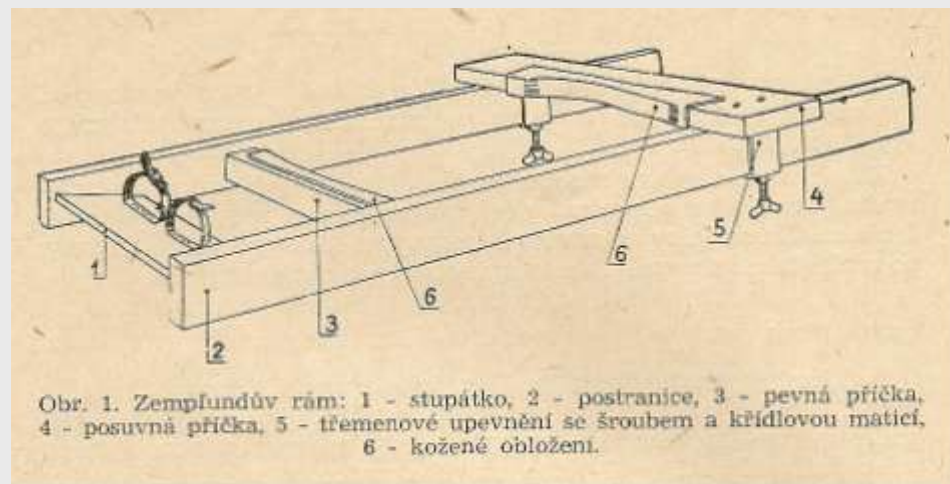 6
4
5
6
1
6
3
2
Obr. 1. Zempfundův rám: 1 - stupátko, 2 - postranice, 3 - pevná příčka,
4 - posuvná příčka, 5 - třemenové upevnění se šroubem a křídlovou maticí,
6 - kožené obložení.